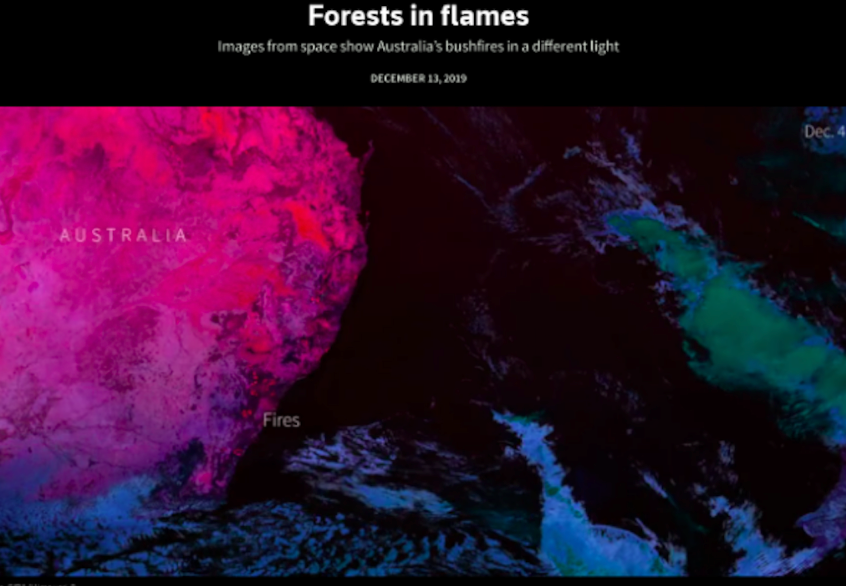 Forests in flames
Images from space show Australia's bushfires in a different light
DECEMBER 13, 2019
Dec. 4
AUSTRALIA
Fires